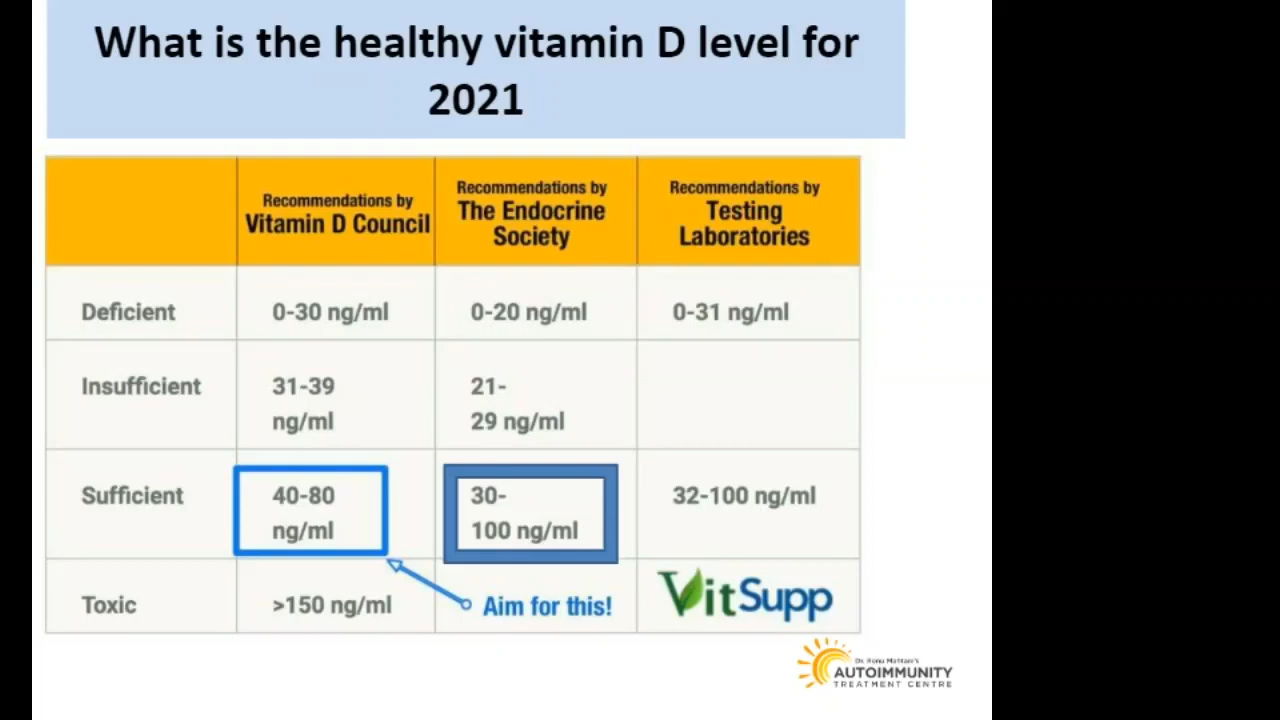 What is the healthy vitamin D level for
2021
Recommendations by
Vitamin D Council
Recommendations by
The Endocrine
Society
Recommendations by
Testing
Laboratories
Deficient
0-30 ng/ml
0-20 ng/ml
0-31 ng/ml
Insufficient
31-39
ng/ml
21-
29 ng/ml
Sufficient
40-80
ng/ml
30-
100 ng/ml
32-100 ng/ml
Toxic
>150 ng/ml
Aim for this!
VitSupp
Dr. Renu Mahtani's
AUTOIMMUNITY
TREATMENT CENTRE